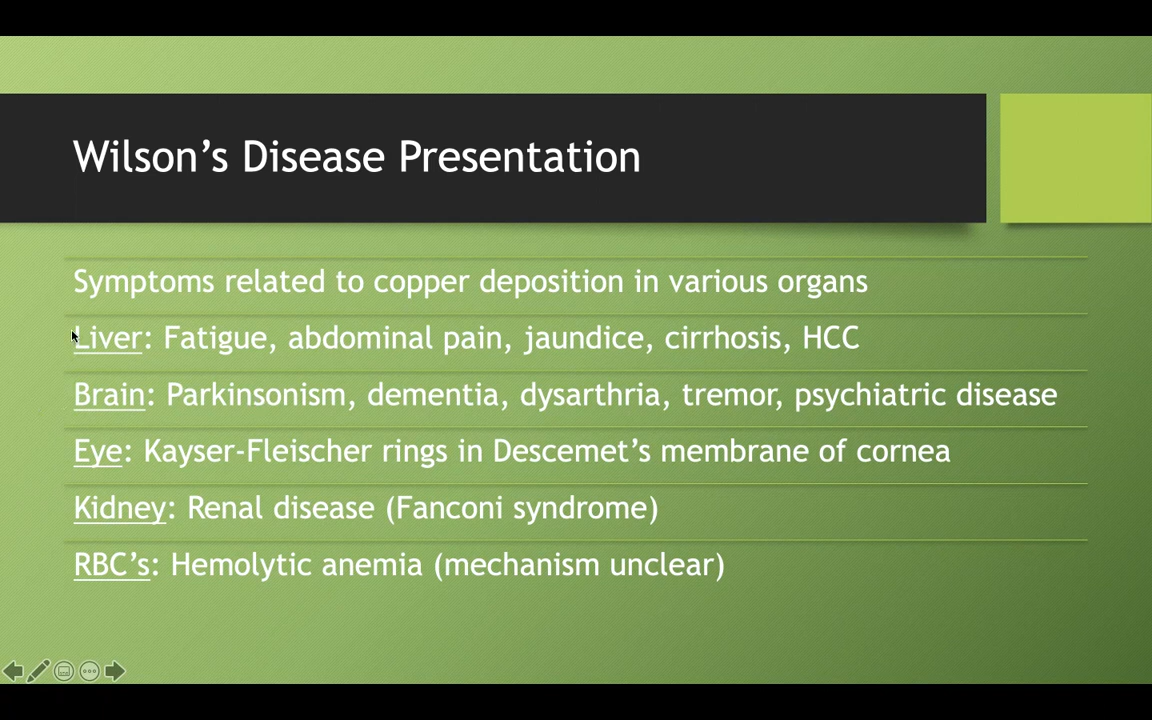 Wilson’s Disease Presentation
Symptoms related to copper deposition in various organs
Liver: Fatigue, abdominal pain, jaundice, cirrhosis, HCC
Brain: Parkinsonism, dementia, dysarthria, tremor, psychiatric disease
Eye: Kayser-Fleischer rings in Descemet’s membrane of cornea
Kidney: Renal disease (Fanconi syndrome)
RBC’s: Hemolytic anemia (mechanism unclear)